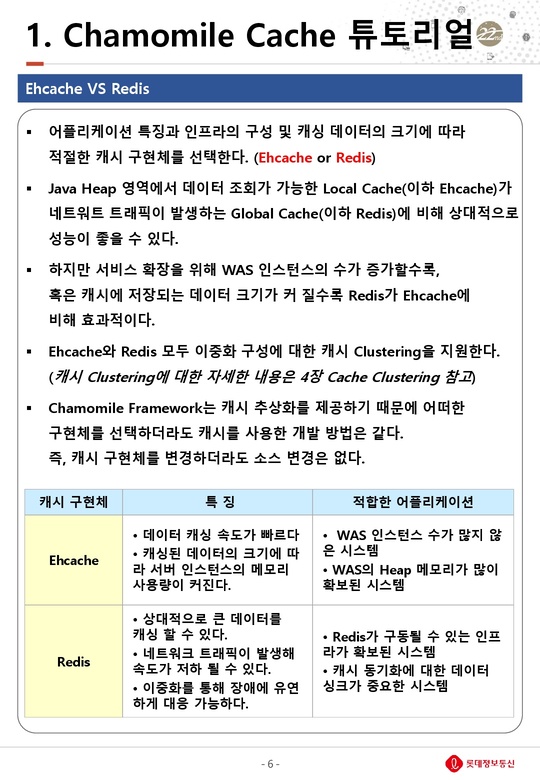 1. Chamomile Cache 튜토리얼
22
Ehcache VS Redis
▪ 어플리케이션 특징과 인프라의 구성 및 캐싱 데이터의 크기에 따라
적절한 캐시 구현체를 선택한다. (Ehcache or Redis)
▪ Java Heap 영역에서 데이터 조회가 가능한 Local Cache(이하 Ehcache)가
네트워트 트래픽이 발생하는 Global Cache(이하 Redis)에 비해 상대적으로
성능이 좋을 수 있다.
▪ 하지만 서비스 확장을 위해 WAS 인스턴스의 수가 증가할수록,
혹은 캐시에 저장되는 데이터 크기가 커 질수록 Redis가 Ehcache에
비해 효과적이다.
▪ Ehcache와 Redis 모두 이중화 구성에 대한 캐시 Clustering을 지원한다.
(캐시 Clustering에 대한 자세한 내용은 4장 Cache Clustering 참고)
▪ Chamomile Framework는 캐시 추상화를 제공하기 때문에 어떠한
구현체를 선택하더라도 캐시를 사용한 개발 방법은 같다.
즉, 캐시 구현체를 변경하더라도 소스 변경은 없다.
캐시 구현체 특 징 적합한 어플리케이션
Ehcache
• 데이터 캐싱 속도가 빠르다
• 캐싱된 데이터의 크기에 따
라 서버 인스턴스의 메모리
사용량이 커진다.
• WAS 인스턴스 수가 많지 않
은 시스템
• WAS의 Heap 메모리가 많이
확보된 시스템
Redis
• 상대적으로 큰 데이터를
캐싱 할 수 있다.
• 네트워크 트래픽이 발생해
속도가 저하 될 수 있다.
• 이중화를 통해 장애에 유연
하게 대응 가능하다.
• Redis가 구동될 수 있는 인프
라가 확보된 시스템
• 캐시 동기화에 대한 데이터
싱크가 중요한 시스템
- 6 -
롯데정보통신